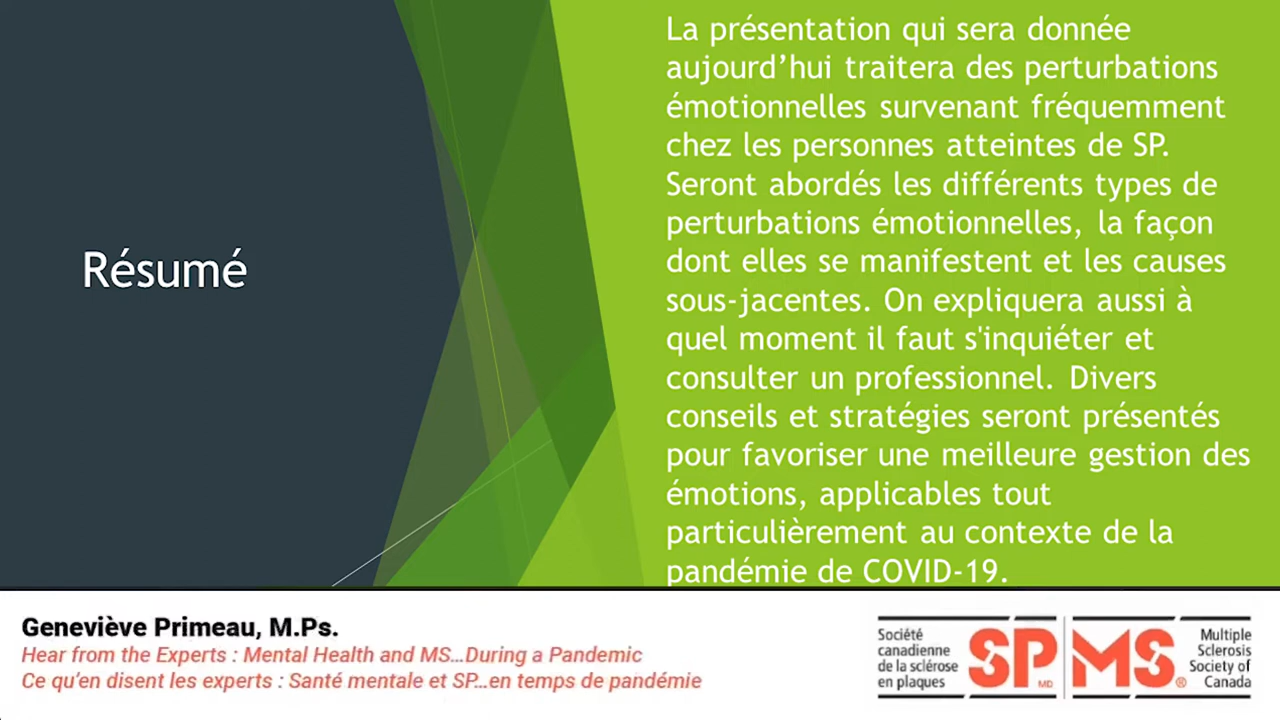 Résumé
La présentation qui sera donnée
aujourd’hui traitera des perturbations
émotionnelles survenant fréquemment
chez les personnes atteintes de SP.
Seront abordés les différents types de
perturbations émotionnelles, la façon
dont elles se manifestent et les causes
sous-jacentes. On expliquera aussi à
quel moment il faut s'inquiéter et
consulter un professionnel. Divers
conseils et stratégies seront présentés
pour favoriser une meilleure gestion des
émotions, applicables tout
particulièrement au contexte de la
pandémie de COVID-19.
Geneviève Primeau, M.Ps.
Hear from the Experts : Mental Health and MS...During a Pandemic
Ce qu’en disent les experts : Santé mentale et SP...en temps de pandémie
Société
canadienne
de la sclérose
en plaques
SP MD
MS ®
Multiple
Sclerosis
Society of
Canada